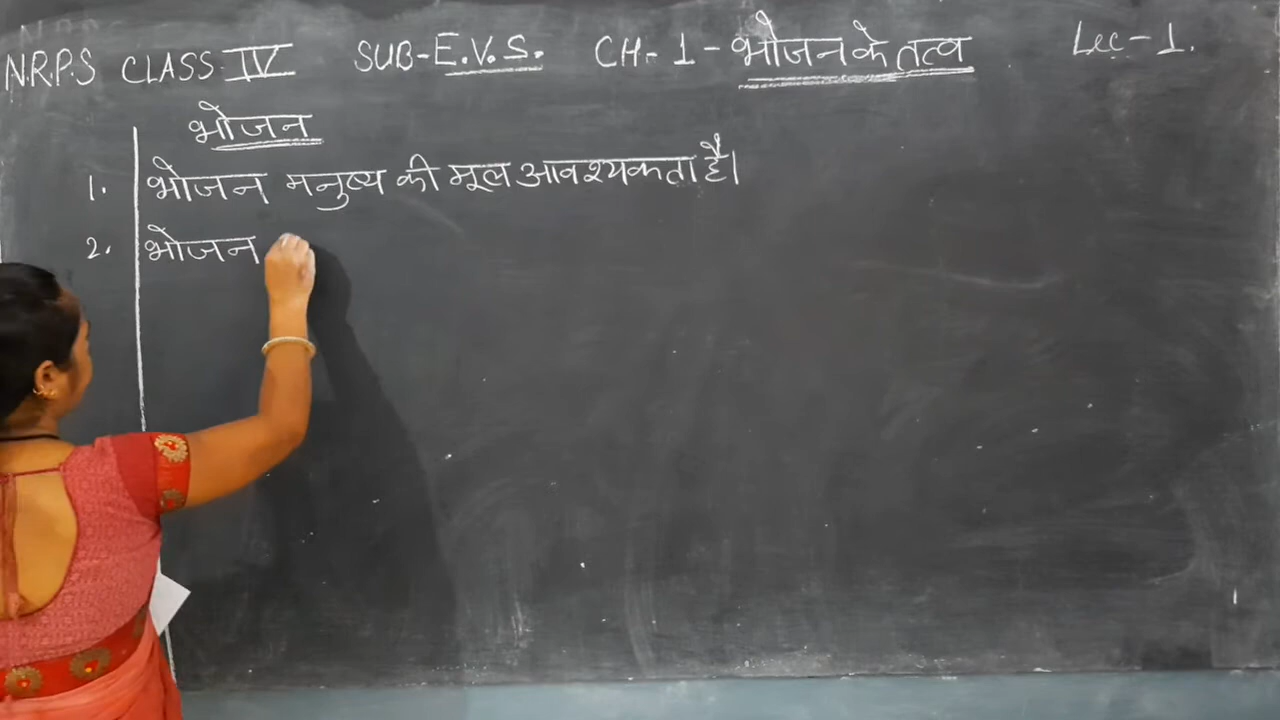 N.R.P.S CLASS-IV SUB-E.V.S. CH-1-भोजन के तत्व Lec-1.
भोजन
1. भोजन मनुष्य की मूल आवश्यकता है।
2. भोजन